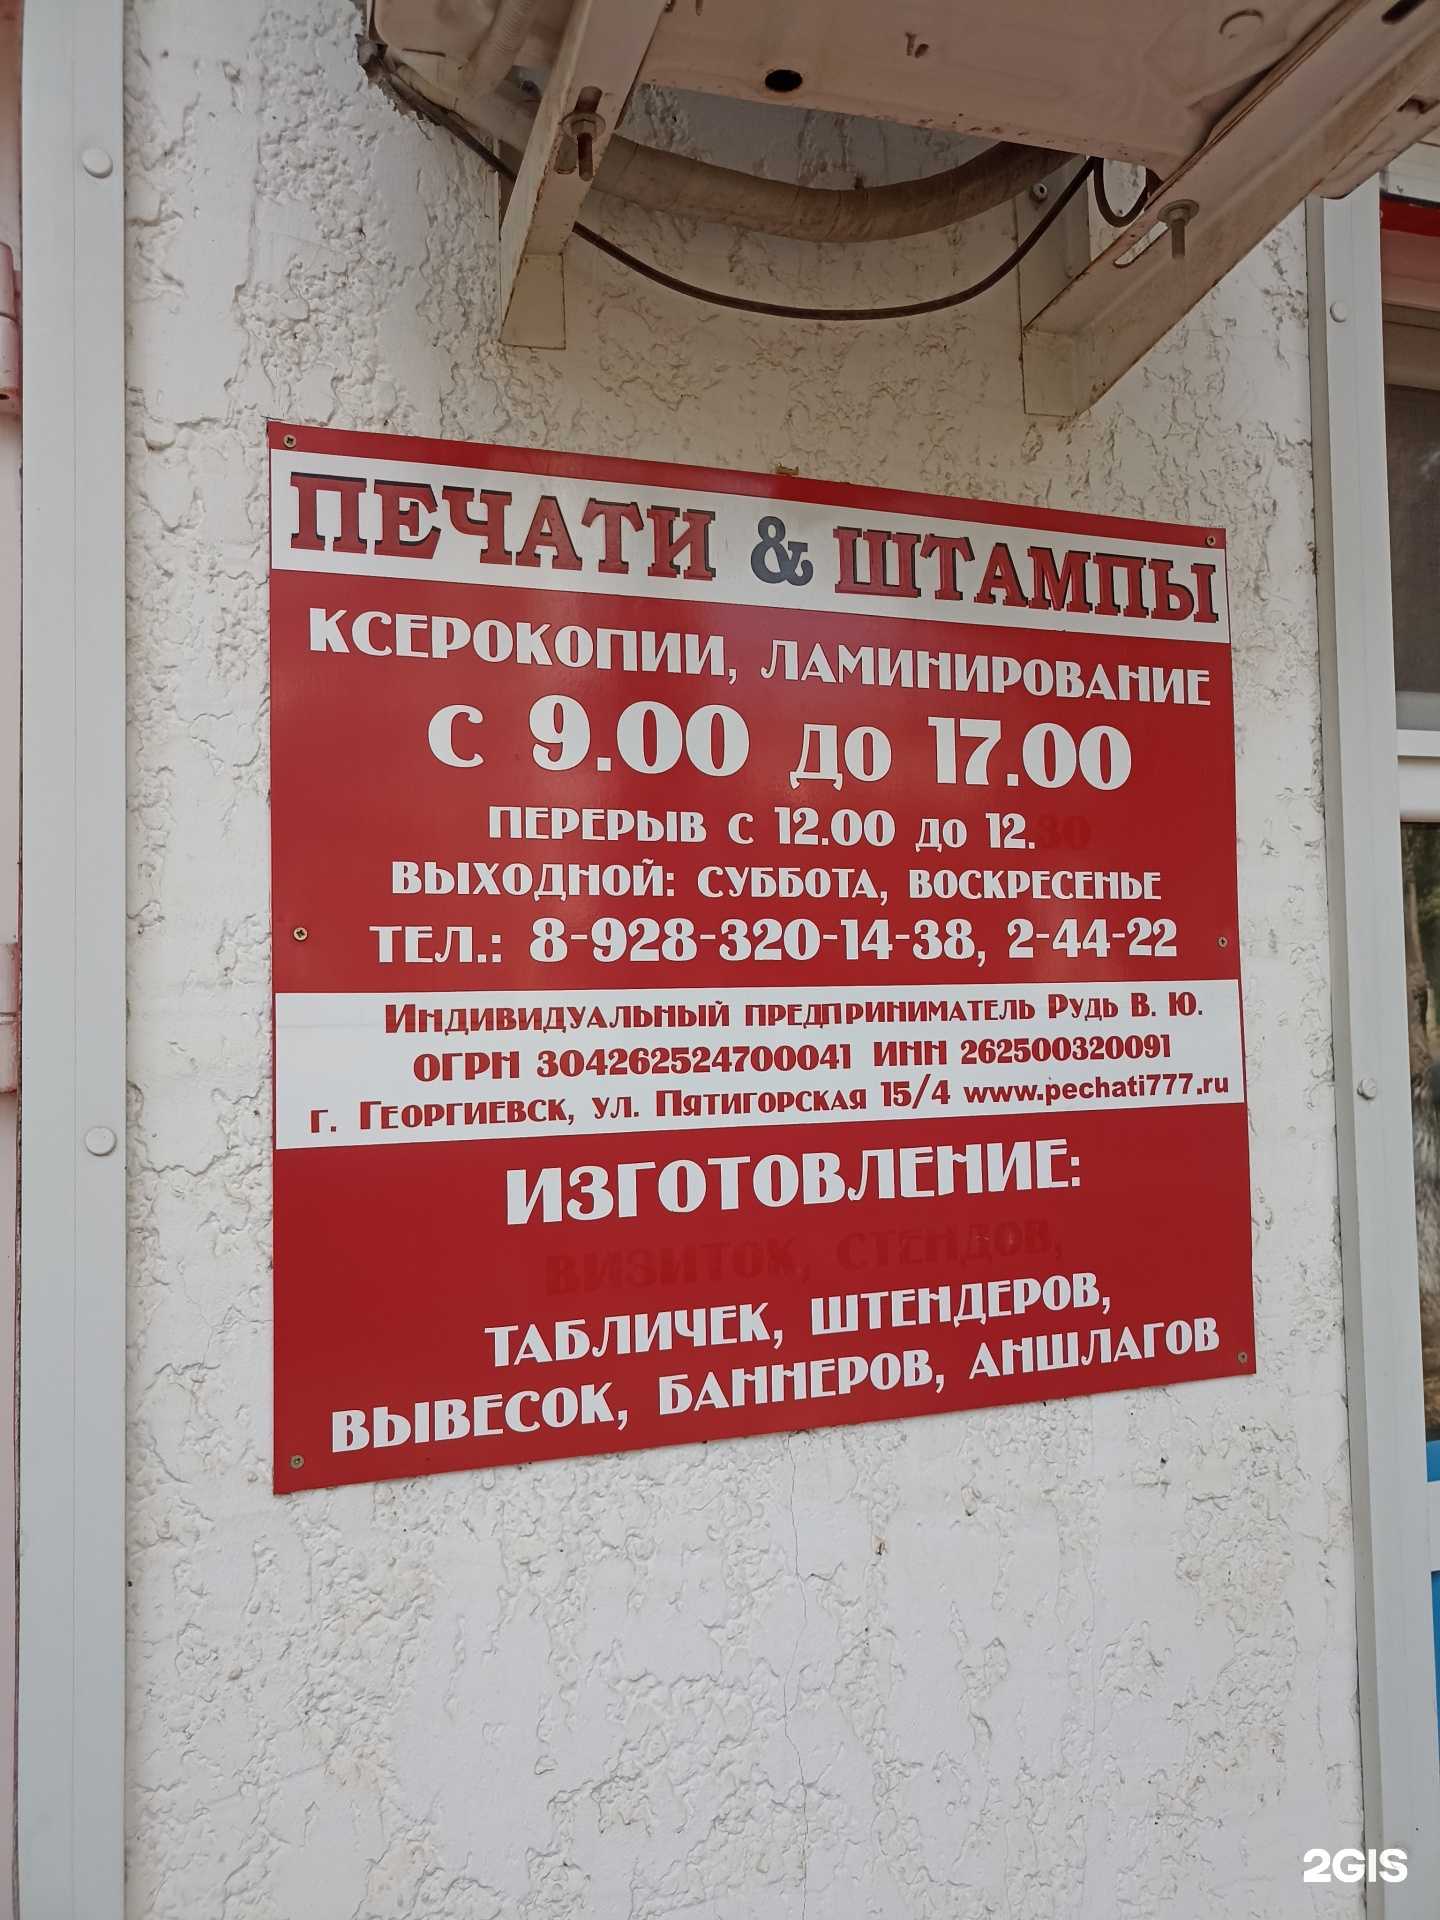 ПЕЧАТИ & ШТАМПЫ
КСЕРОКОПИИ, ЛАМИНИРОВАНИЕ
С 9.00 ДО 17.00
ПЕРЕРЫВ С 12.00 ДО 12.30
ВЫХОДНОЙ: СУББОТА, ВОСКРЕСЕНЬЕ
ТЕЛ.: 8-928-320-14-38, 2-44-22
ИНДИВИДУАЛЬНЫЙ ПРЕДПРИНИМАТЕЛЬ РУДЬ В. Ю.
ОГРН 304262524700041 ИНН 262500320091
Г. ГЕОРГИЕВСК, УЛ. ПЯТИГОРСКАЯ 15/4 www.pechati777.ru
ИЗГОТОВЛЕНИЕ:
ВИЗИТОК, СТЕНДОВ,
ТАБЛИЧЕК, ШТЕНДЕРОВ,
ВЫВЕСОК, БАННЕРОВ, АНШЛАГОВ
2GIS